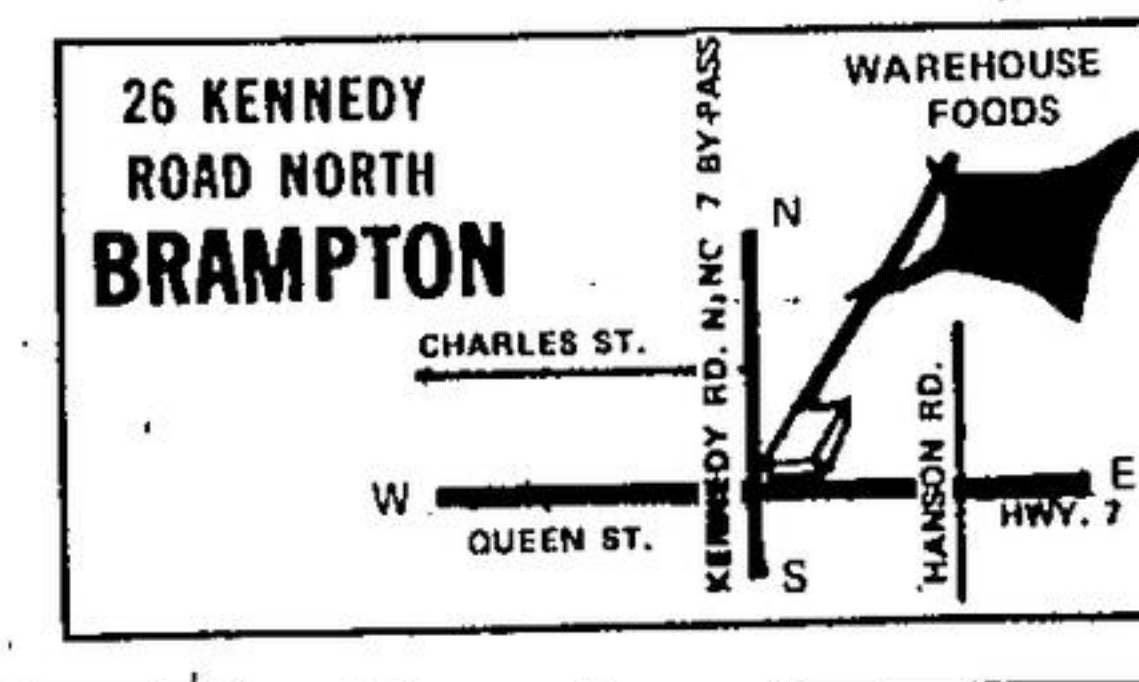 26 KENNEDY
ROAD NORTH
BRAMPTON
WAREHOUSE
FOODS
KENNEDY RD. N, NO 7 BY-PASS
N
CHARLES ST.
HANSON RD.
W
E
QUEEN ST.
HWY. 7
S